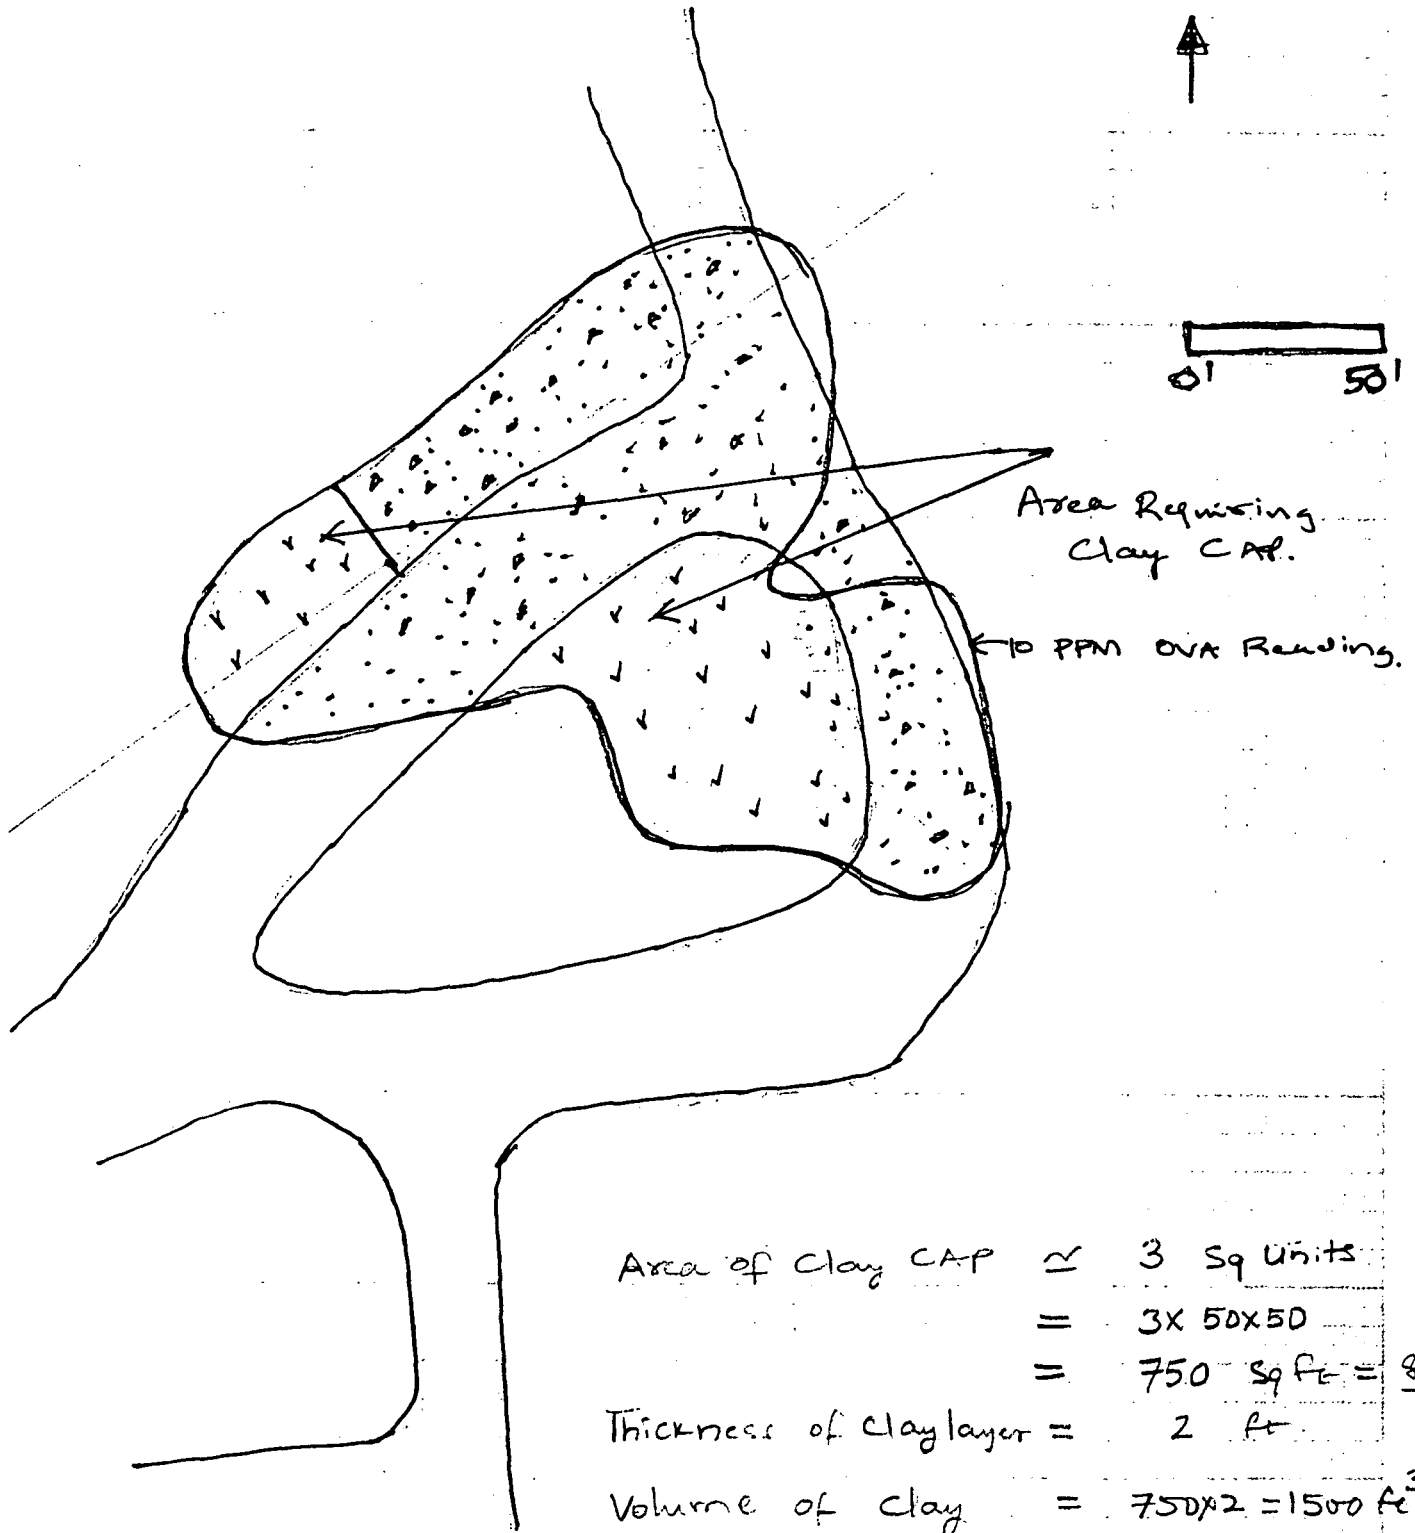 0' 50'
Area Requiring
Clay CAP.
10 PPM OVA Reading.
Area of Clay CAP ≃ 3 Sq Units
= 3X 50X50
= 750 Sq ft =
Thickness of Clay layer = 2 ft
Volume of Clay = 750X2 = 1500 ft³